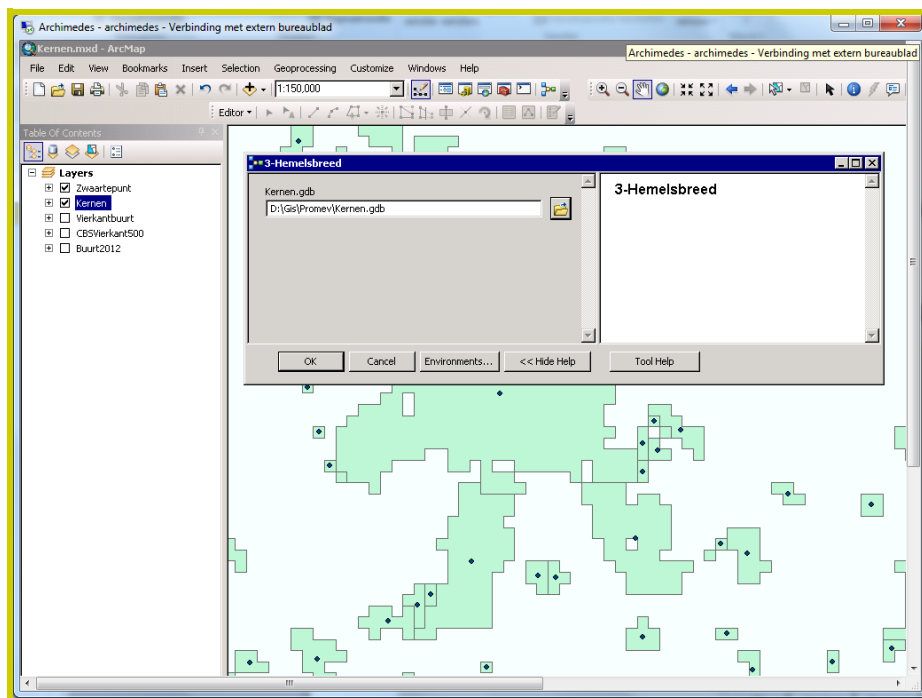 Archimedes - archimedes - Verbinding met extern bureaublad
Kernen.mxd - ArcMap
Archimedes - archimedes - Verbinding met extern bureaublad
File Edit View Bookmarks Insert Selection Geoprocessing Customize Windows Help
1:150,000
Editor
Table Of Contents
Layers
Zwaartepunt
Kernen
Vierkantbuurt
CBSVierkant500
Buurt2012
3-Hemelsbreed
Kernen.gdb
D:\Gis\Promev\Kernen.gdb
3-Hemelsbreed
OK Cancel Environments... << Hide Help Tool Help